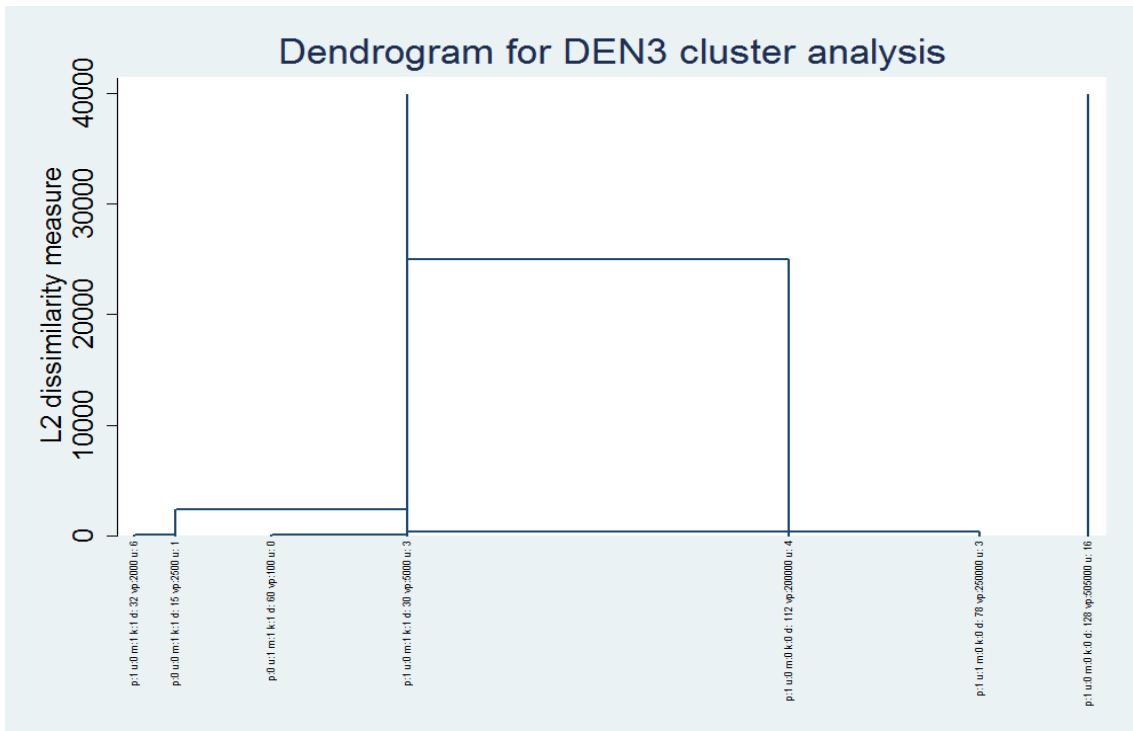 Dendrogram for DEN3 cluster analysis
L2 dissimilarity measure
40000
30000
20000
10000
0
p:1 u:0 m:1 k:1 d: 32 vp:2000 u: 6
p:0 u:0 m:1 k:1 d: 15 vp:2500 u: 1
p:0 u:1 m:1 k:1 d: 60 vp:100 u: 0
p:1 u:0 m:1 k:1 d: 30 vp:5000 u: 3
p:1 u:0 m:0 k:0 d: 112 vp:200000 u: 4
p:1 u:1 m:0 k:0 d: 78 vp:250000 u: 3
p:1 u:0 m:0 k:0 d: 128 vp:505000 u: 16